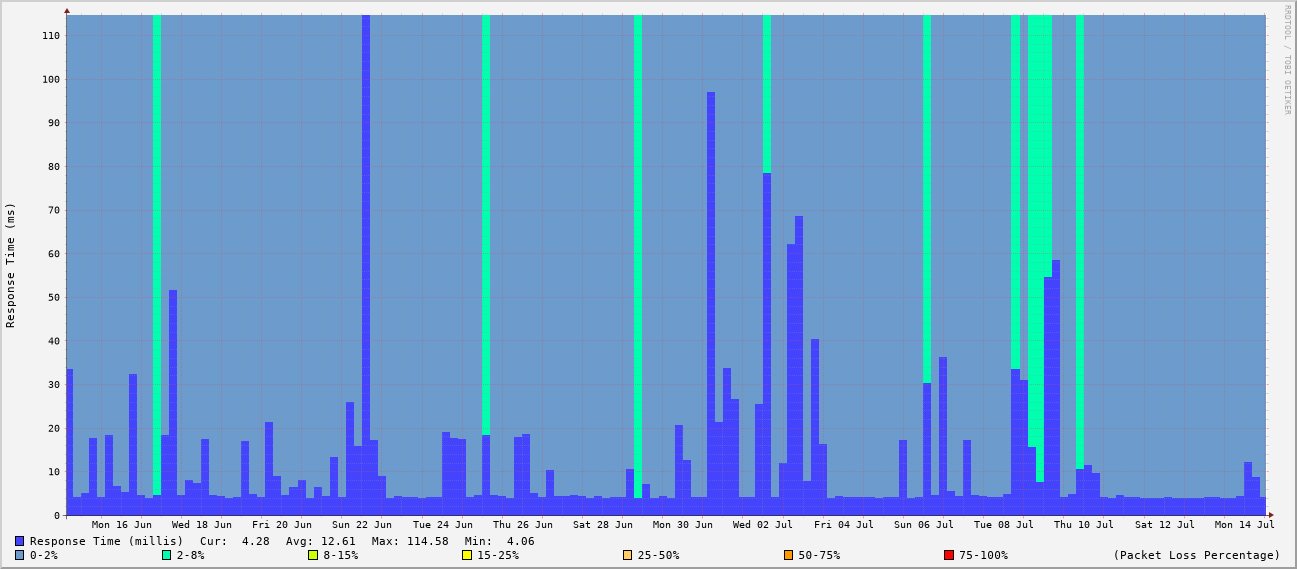 RRDTOOL / TOBI OETIKER
Response Time (ms)
110
100
90
80
70
60
50
40
30
20
10
0
Mon 16 Jun Wed 18 Jun Fri 20 Jun Sun 22 Jun Tue 24 Jun Thu 26 Jun Sat 28 Jun Mon 30 Jun Wed 02 Jul Fri 04 Jul Sun 06 Jul Tue 08 Jul Thu 10 Jul Sat 12 Jul Mon 14 Jul
Response Time (millis) Cur: 4.28 Avg: 12.61 Max: 114.58 Min: 4.06
0-2% 2-8% 8-15% 15-25% 25-50% 50-75% 75-100% (Packet Loss Percentage)